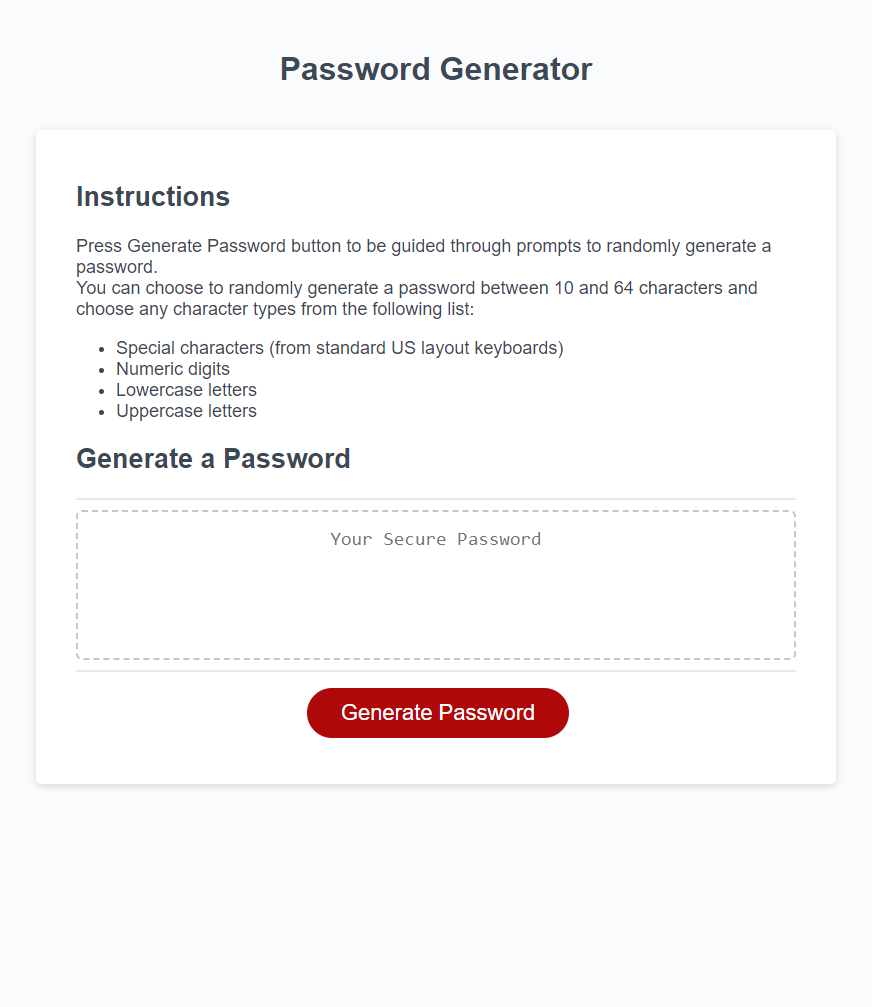 Password Generator
Instructions
Press Generate Password button to be guided through prompts to randomly generate a
password.
You can choose to randomly generate a password between 10 and 64 characters and
choose any character types from the following list:
• Special characters (from standard US layout keyboards)
• Numeric digits
• Lowercase letters
• Uppercase letters
Generate a Password
Your Secure Password
Generate Password